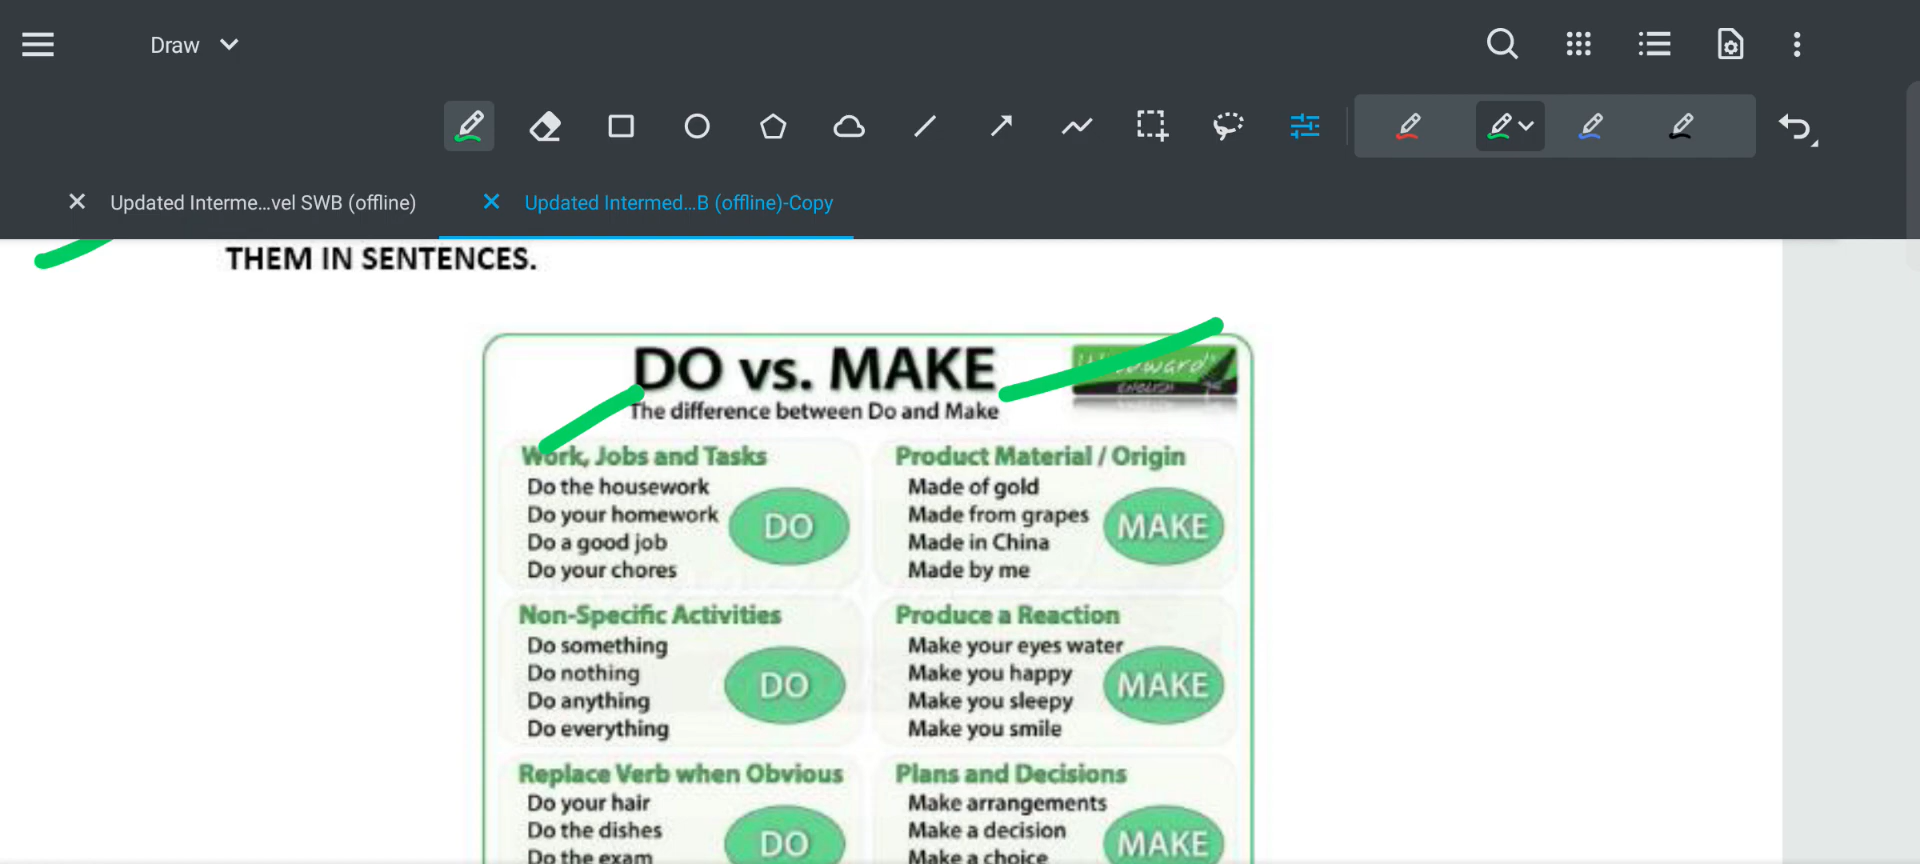 Draw
Updated Interme...vel SWB (offline)
Updated Intermed...B (offline)-Copy
THEM IN SENTENCES.
DO vs. MAKE
ENGLISH
The difference between Do and Make
Work, Jobs and Tasks
Do the housework
Do your homework
Do a good job
Do your chores
DO
Product Material / Origin
Made of gold
Made from grapes
Made in China
Made by me
MAKE
Non-Specific Activities
Do something
Do nothing
Do anything
Do everything
DO
Produce a Reaction
Make your eyes water
Make you happy
Make you sleepy
Make you smile
MAKE
Replace Verb when Obvious
Do your hair
Do the dishes
Do the exam
DO
Plans and Decisions
Make arrangements
Make a decision
Make a choice
MAKE